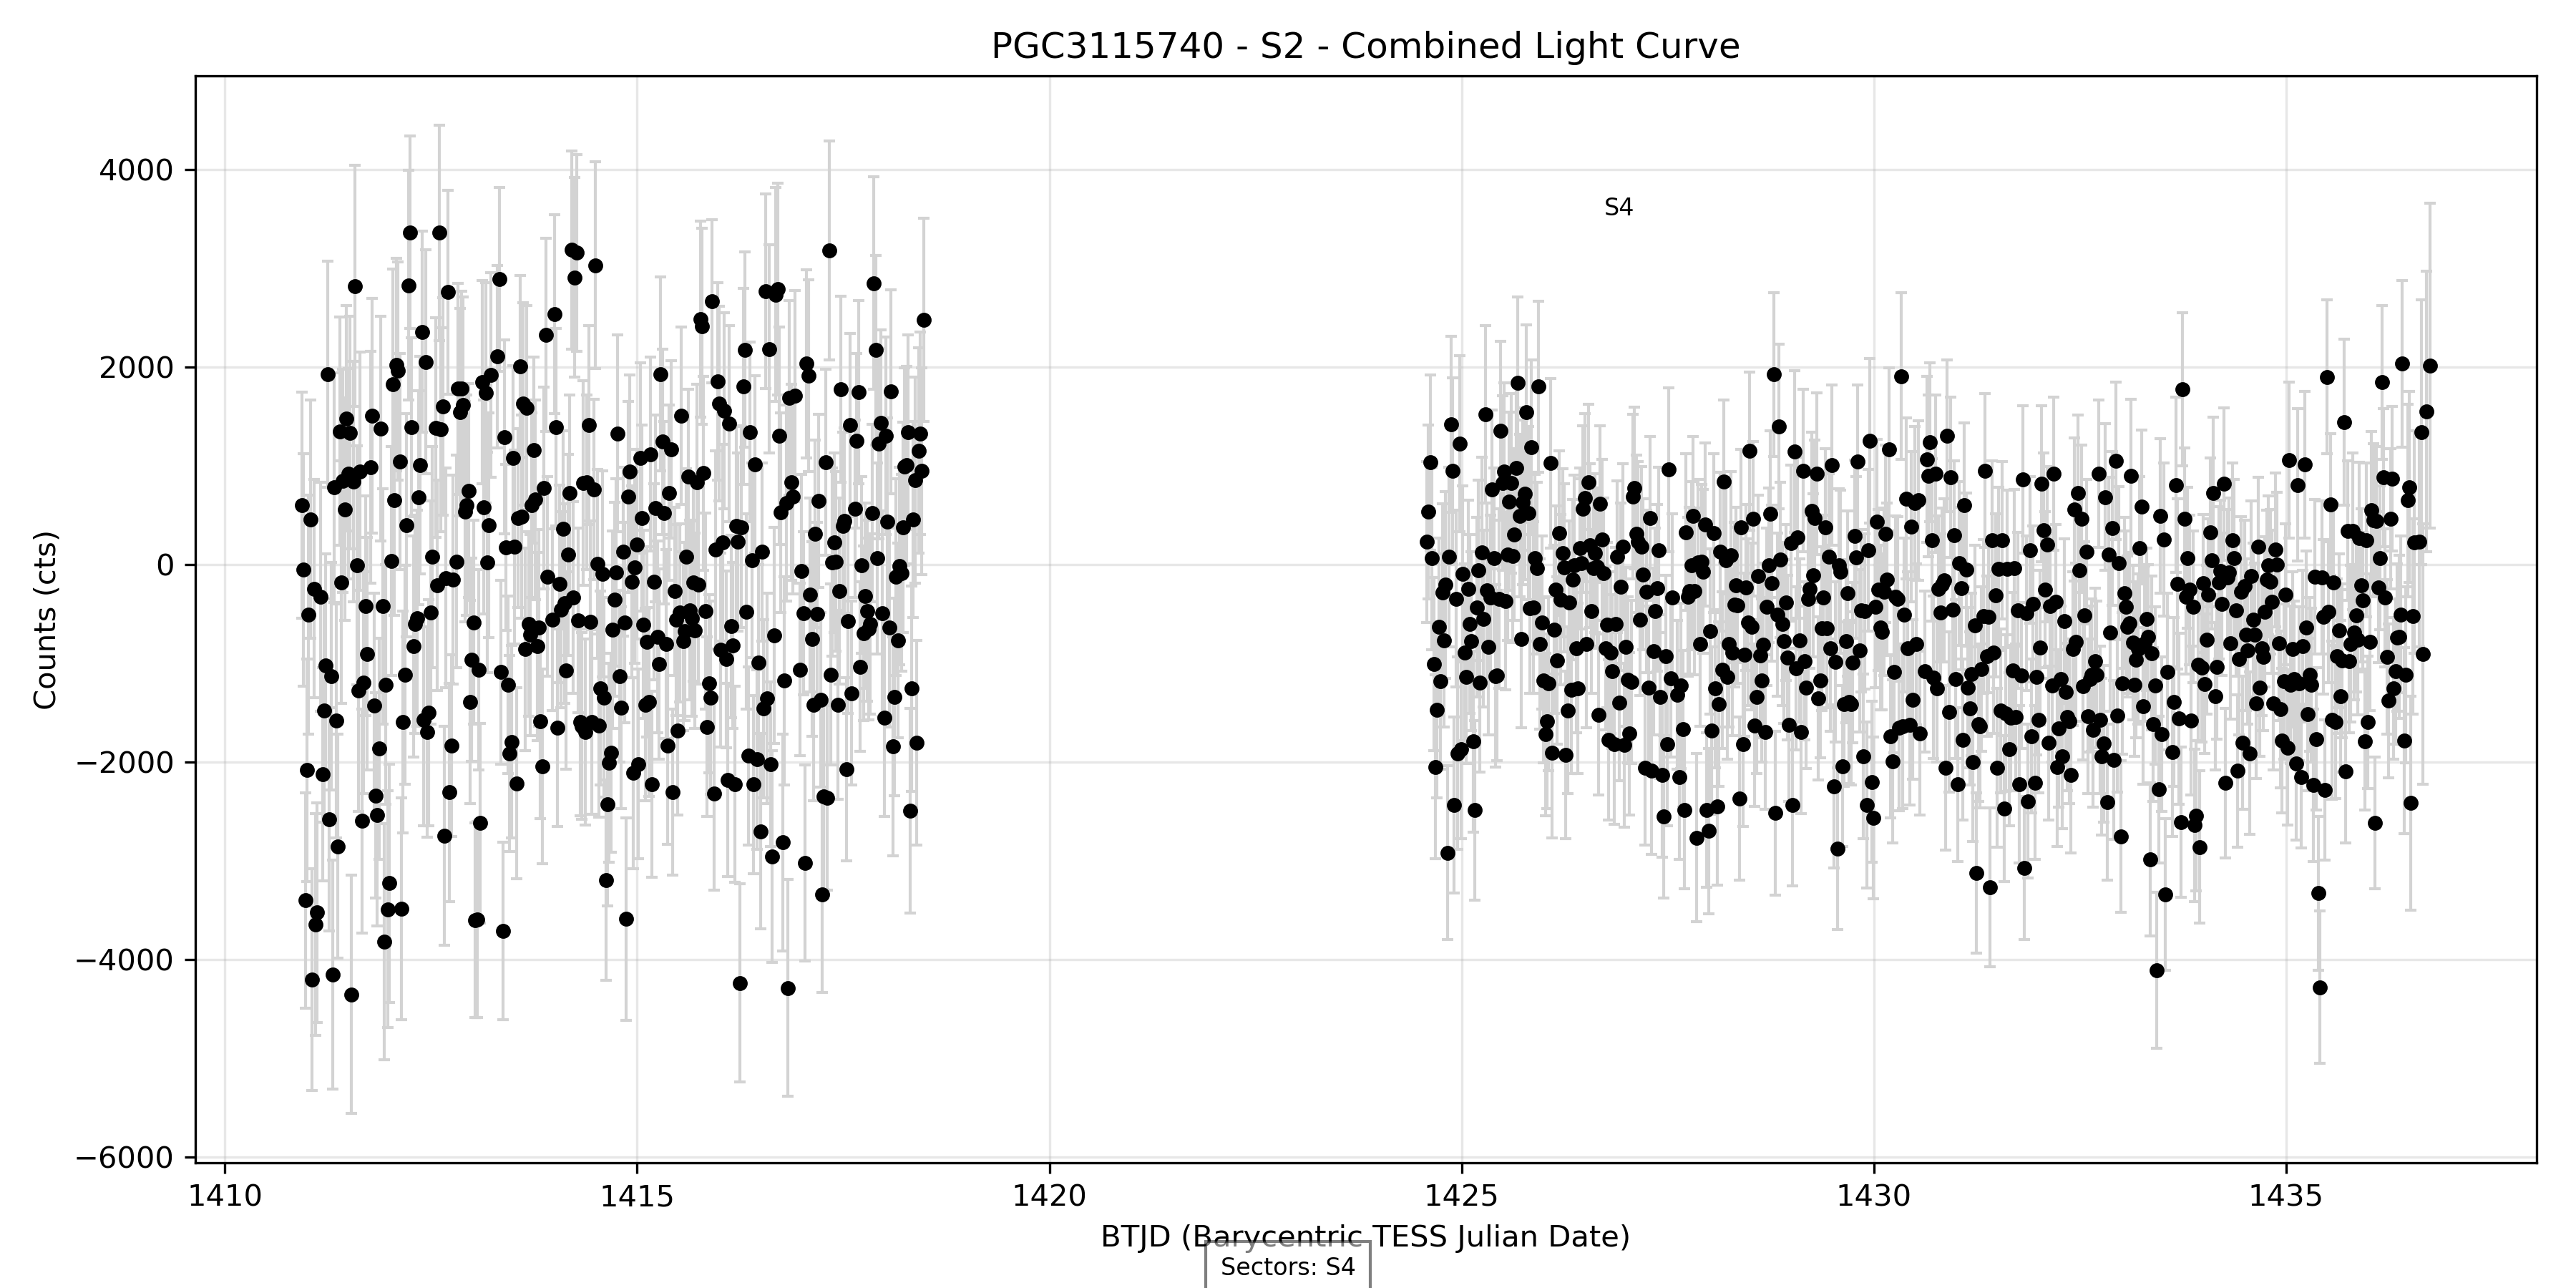 PGC3115740 - S2 - Combined Light Curve
Counts (cts)
4000
2000
0
−2000
−4000
−6000
S4
1410 1415 1420 1425 1430 1435
BTJD (Barycentric TESS Julian Date)
Sectors: S4